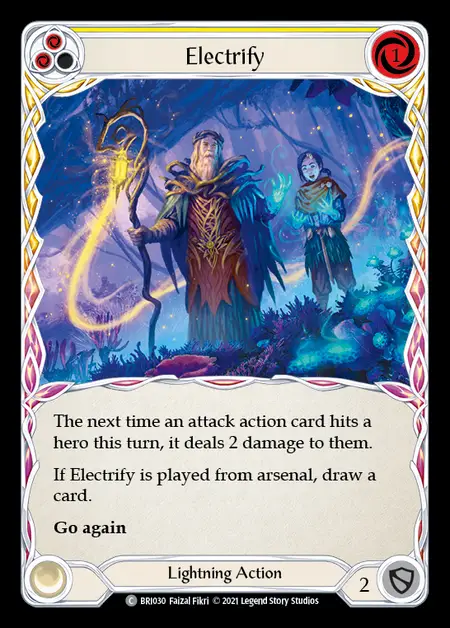 Electrify
1
The next time an attack action card hits a
hero this turn, it deals 2 damage to them.
If Electrify is played from arsenal, draw a
card.
Go again
Lightning Action
2
C BRI030 Faizal Fikri © 2021 Legend Story Studios